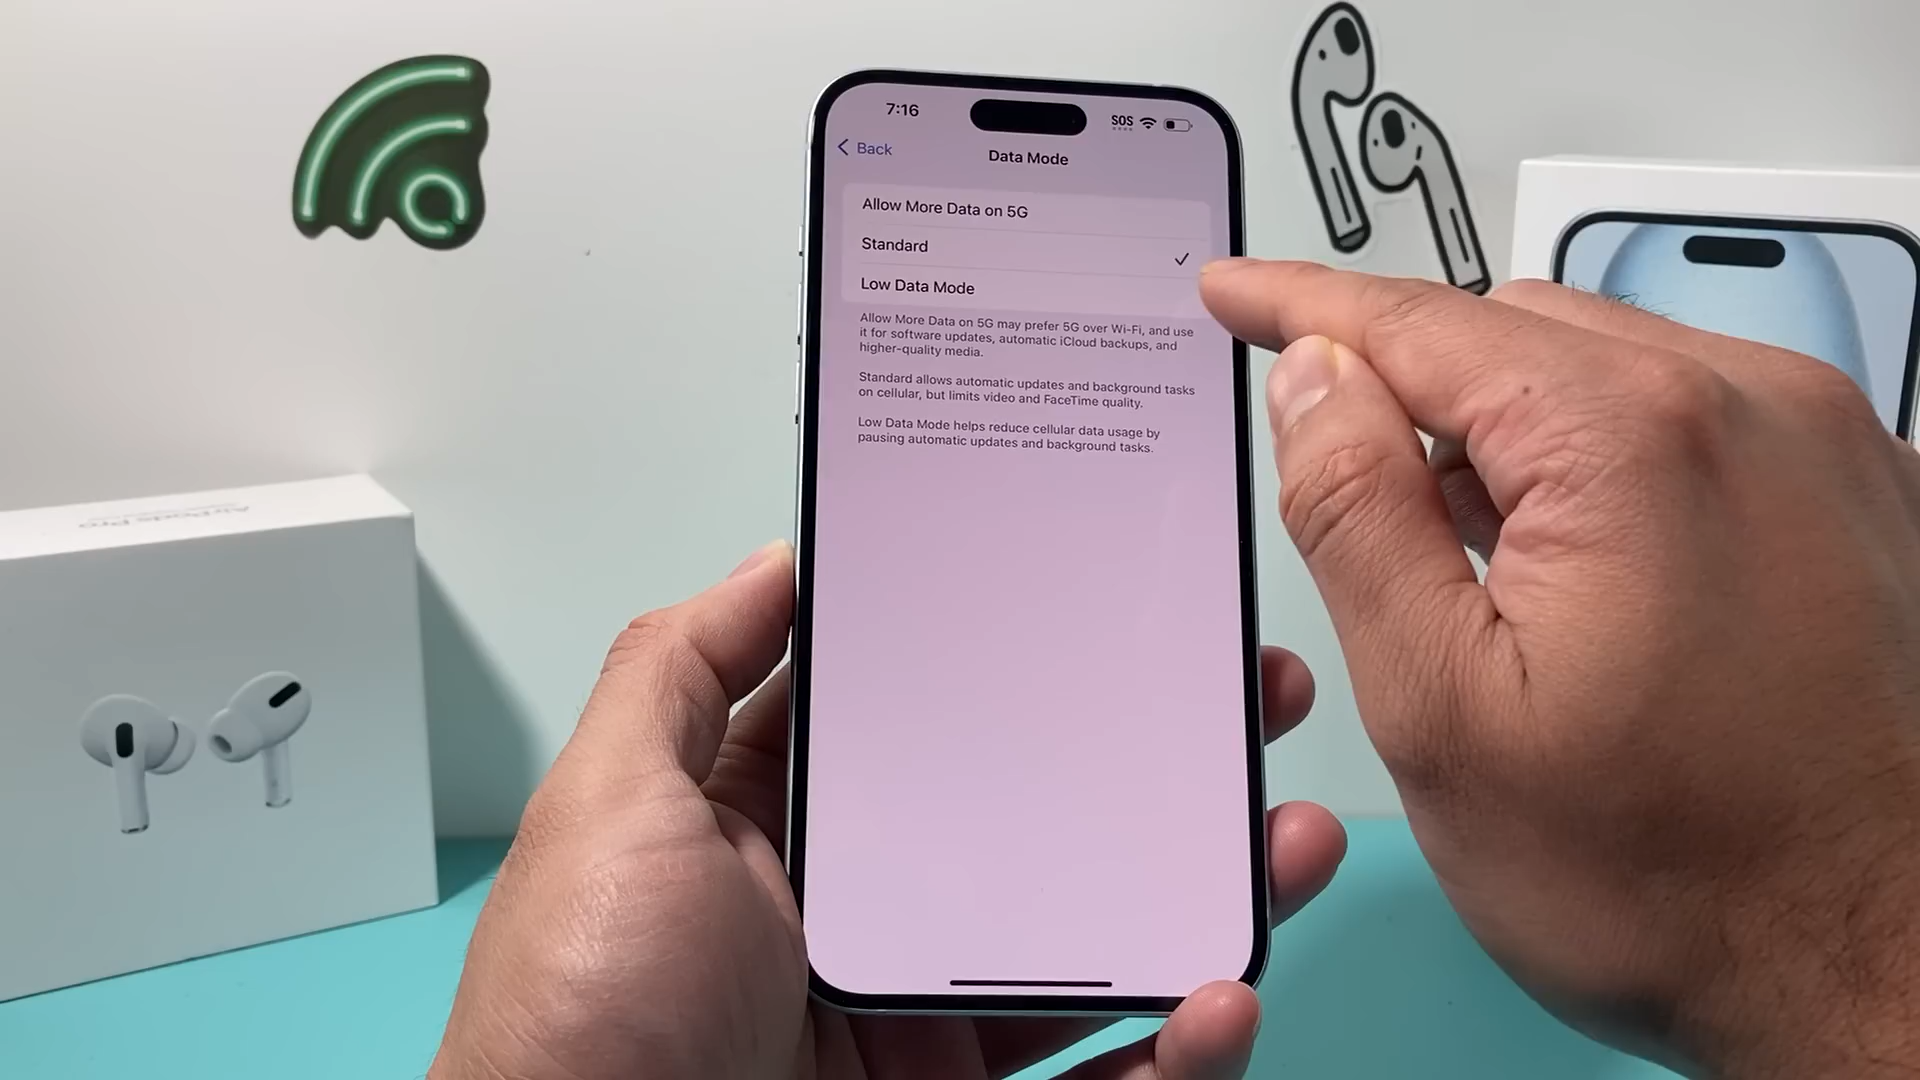 7:16
SOS
Back
Data Mode
Allow More Data on 5G
Standard
Low Data Mode
Allow More Data on 5G may prefer 5G over Wi-Fi, and use
it for software updates, automatic iCloud backups, and
higher-quality media.
Standard allows automatic updates and background tasks
on cellular, but limits video and FaceTime quality.
Low Data Mode helps reduce cellular data usage by
pausing automatic updates and background tasks.
AirPods Pro